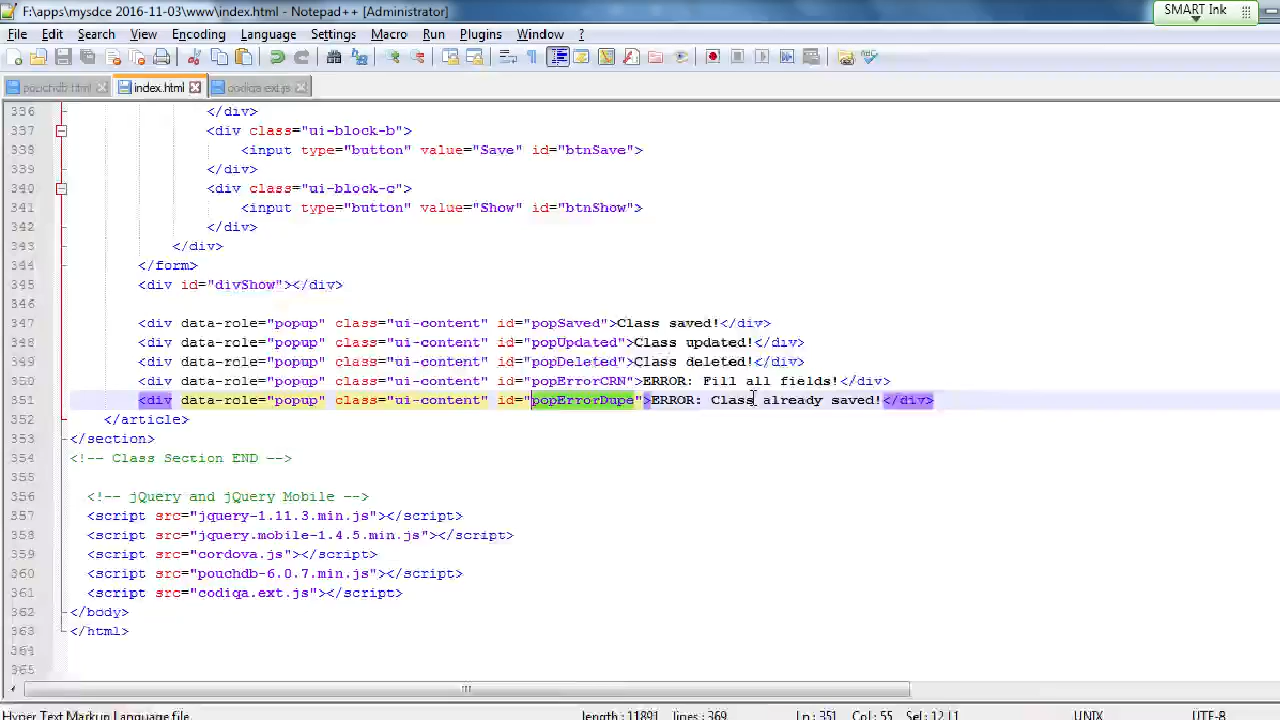 F:\apps\mysdce 2016-11-03\www\index.html - Notepad++ [Administrator]
SMART Ink
File Edit Search View Encoding Language Settings Macro Run Plugins Window ?
pouchdb.html index.html codiqa.ext.js
336 </div>
337 <div class="ui-block-b">
338 <input type="button" value="Save" id="btnSave">
339 </div>
340 <div class="ui-block-c">
341 <input type="button" value="Show" id="btnShow">
342 </div>
343 </div>
344 </form>
345 <div id="divShow"></div>
346
347 <div data-role="popup" class="ui-content" id="popSaved">Class saved!</div>
348 <div data-role="popup" class="ui-content" id="popUpdated">Class updated!</div>
349 <div data-role="popup" class="ui-content" id="popDeleted">Class deleted!</div>
350 <div data-role="popup" class="ui-content" id="popErrorCRN">ERROR: Fill all fields!</div>
351 <div data-role="popup" class="ui-content" id="popErrorDupe">ERROR: Class already saved!</div>
352 </article>
353 </section>
354 <!-- Class Section END -->
355
356 <!-- jQuery and jQuery Mobile -->
357 <script src="jquery-1.11.3.min.js"></script>
358 <script src="jquery.mobile-1.4.5.min.js"></script>
359 <script src="cordova.js"></script>
360 <script src="pouchdb-6.0.7.min.js"></script>
361 <script src="codiqa.ext.js"></script>
362 </body>
363 </html>
364
365
Hyper Text Markup Language file length : 11891 lines : 369 Ln : 351 Col : 55 Sel : 12 | 1 UNIX UTF-8